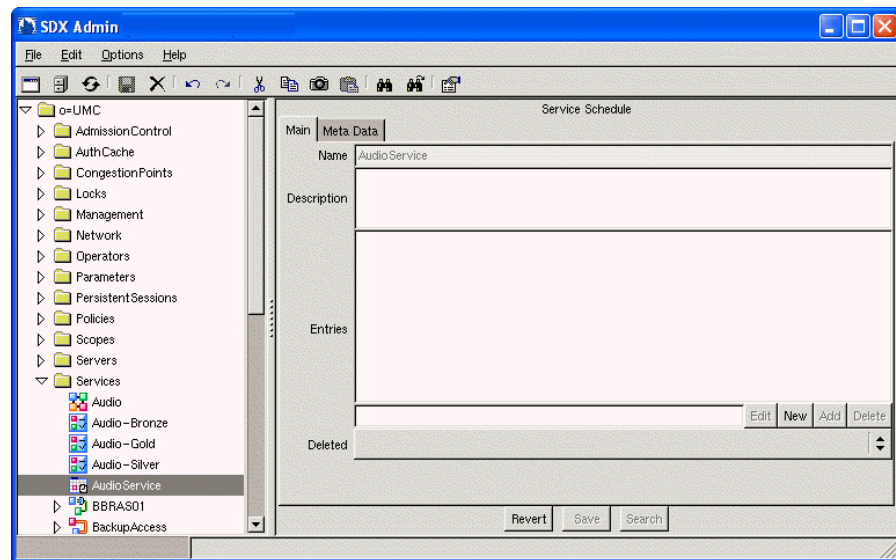 SDX Admin
File Edit Options Help
o=UMC
AdmissionControl
AuthCache
CongestionPoints
Locks
Management
Network
Operators
Parameters
PersistentSessions
Policies
Scopes
Servers
Services
Audio
Audio-Bronze
Audio-Gold
Audio-Silver
AudioService
BBRAS01
BackupAccess
Service Schedule
Main Meta Data
Name AudioService
Description
Entries
Edit New Add Delete
Deleted
Revert Save Search